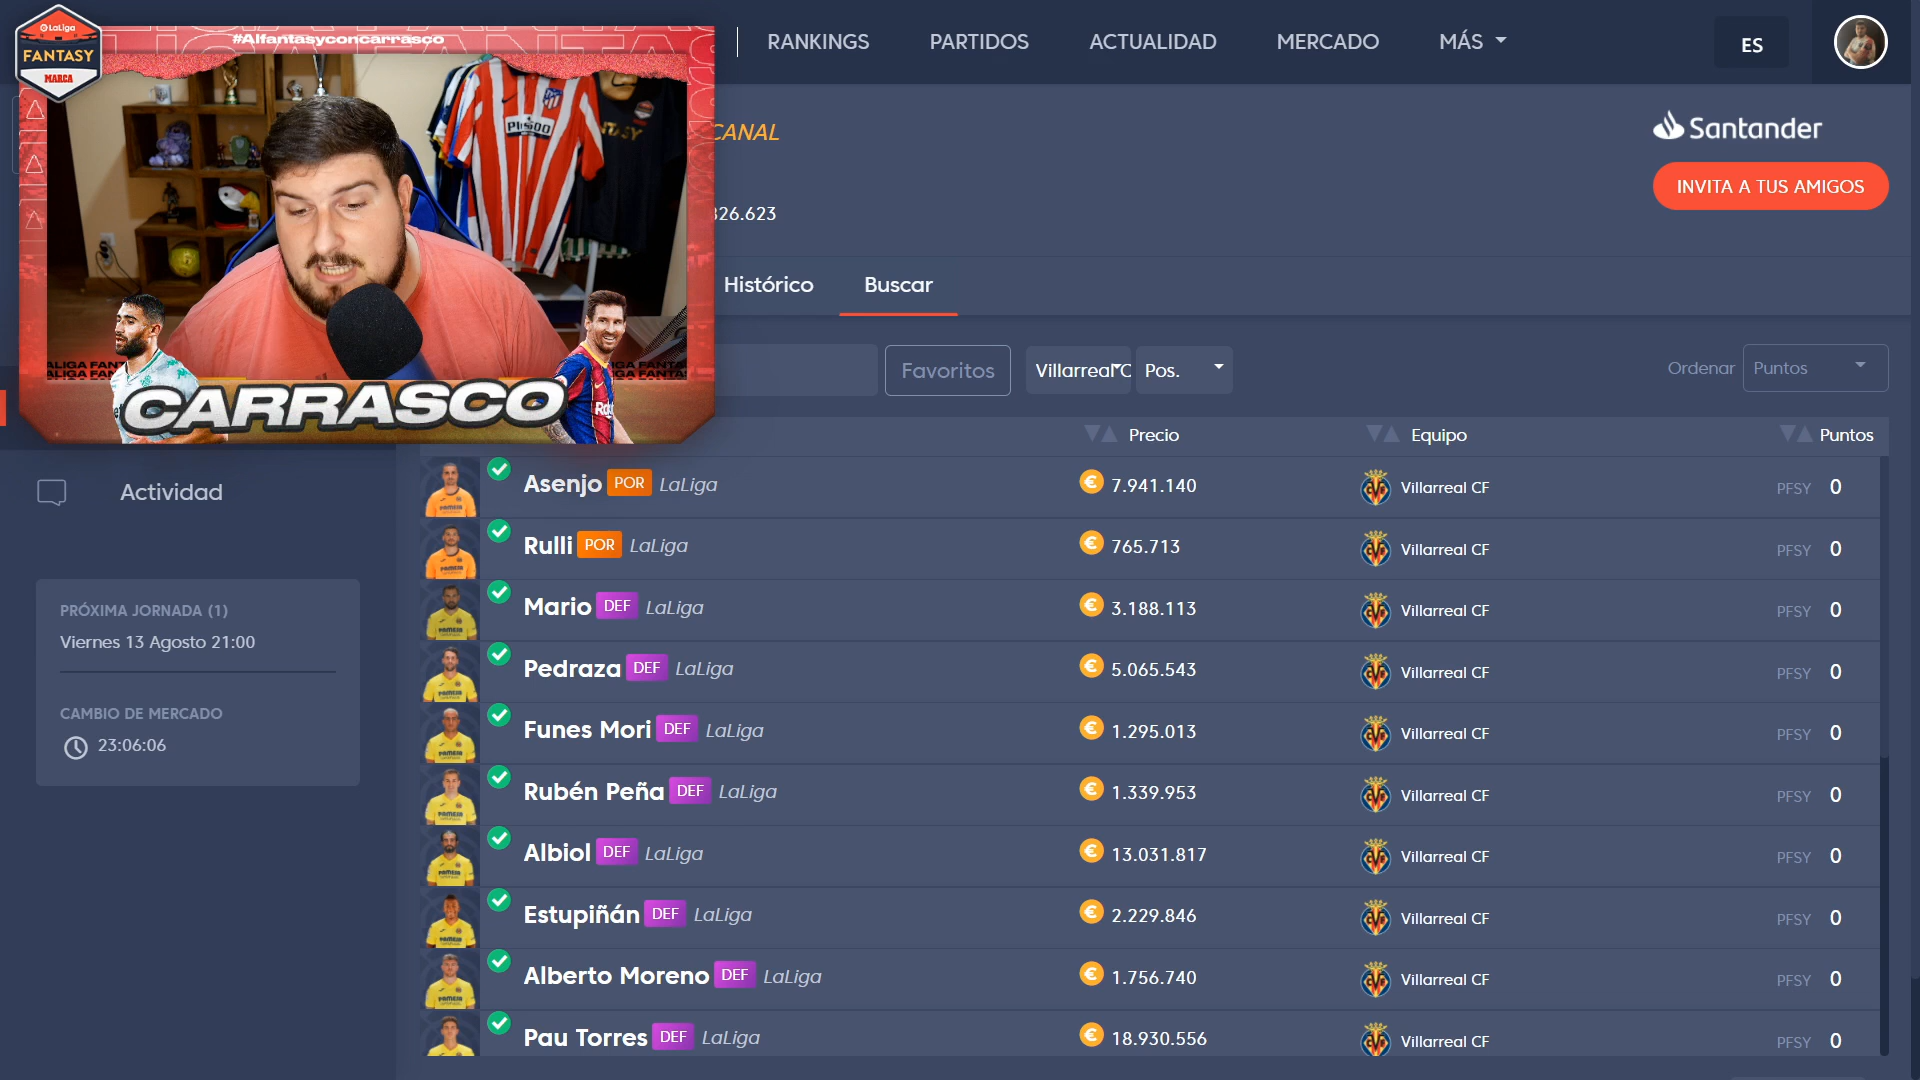 LaLiga
FANTASY
MARCA
#Alfantasyconcarrasco
RANKINGS
PARTIDOS
ACTUALIDAD
MERCADO
MÁS
ES
CANAL
Santander
INVITA A TUS AMIGOS
326.623
Plus500
Histórico
Buscar
Favoritos
Villarreal C
Pos.
Ordenar
Puntos
CARRASCO
Precio
Equipo
Puntos
Actividad
PRÓXIMA JORNADA (1)
Viernes 13 Agosto 21:00
CAMBIO DE MERCADO
23:06:06
Asenjo POR LaLiga 7.941.140 Villarreal CF PFSY 0
Rulli POR LaLiga 765.713 Villarreal CF PFSY 0
Mario DEF LaLiga 3.188.113 Villarreal CF PFSY 0
Pedraza DEF LaLiga 5.065.543 Villarreal CF PFSY 0
Funes Mori DEF LaLiga 1.295.013 Villarreal CF PFSY 0
Rubén Peña DEF LaLiga 1.339.953 Villarreal CF PFSY 0
Albiol DEF LaLiga 13.031.817 Villarreal CF PFSY 0
Estupiñán DEF LaLiga 2.229.846 Villarreal CF PFSY 0
Alberto Moreno DEF LaLiga 1.756.740 Villarreal CF PFSY 0
Pau Torres DEF LaLiga 18.930.556 Villarreal CF PFSY 0